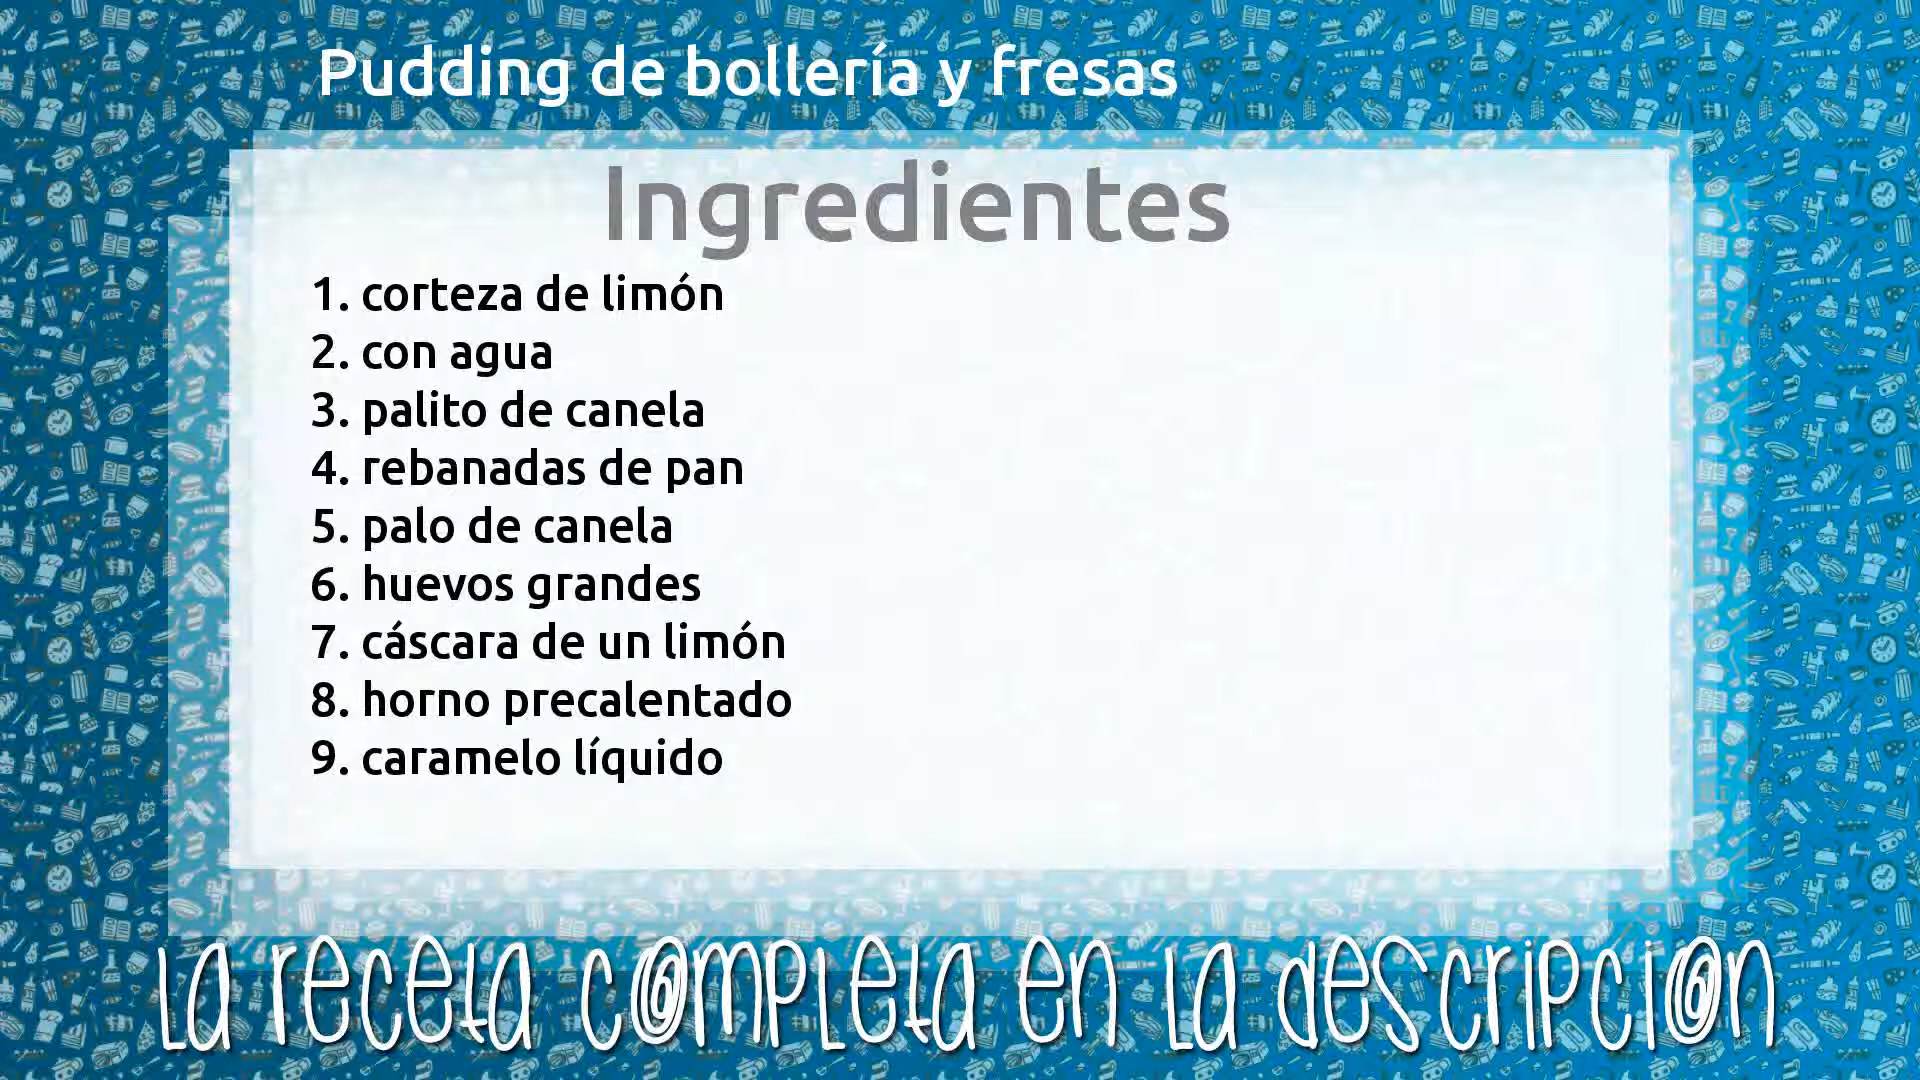 Pudding de bollería y fresas
Ingredientes
1. corteza de limón
2. con agua
3. palito de canela
4. rebanadas de pan
5. palo de canela
6. huevos grandes
7. cáscara de un limón
8. horno precalentado
9. caramelo líquido
La receta completa en la descripcion